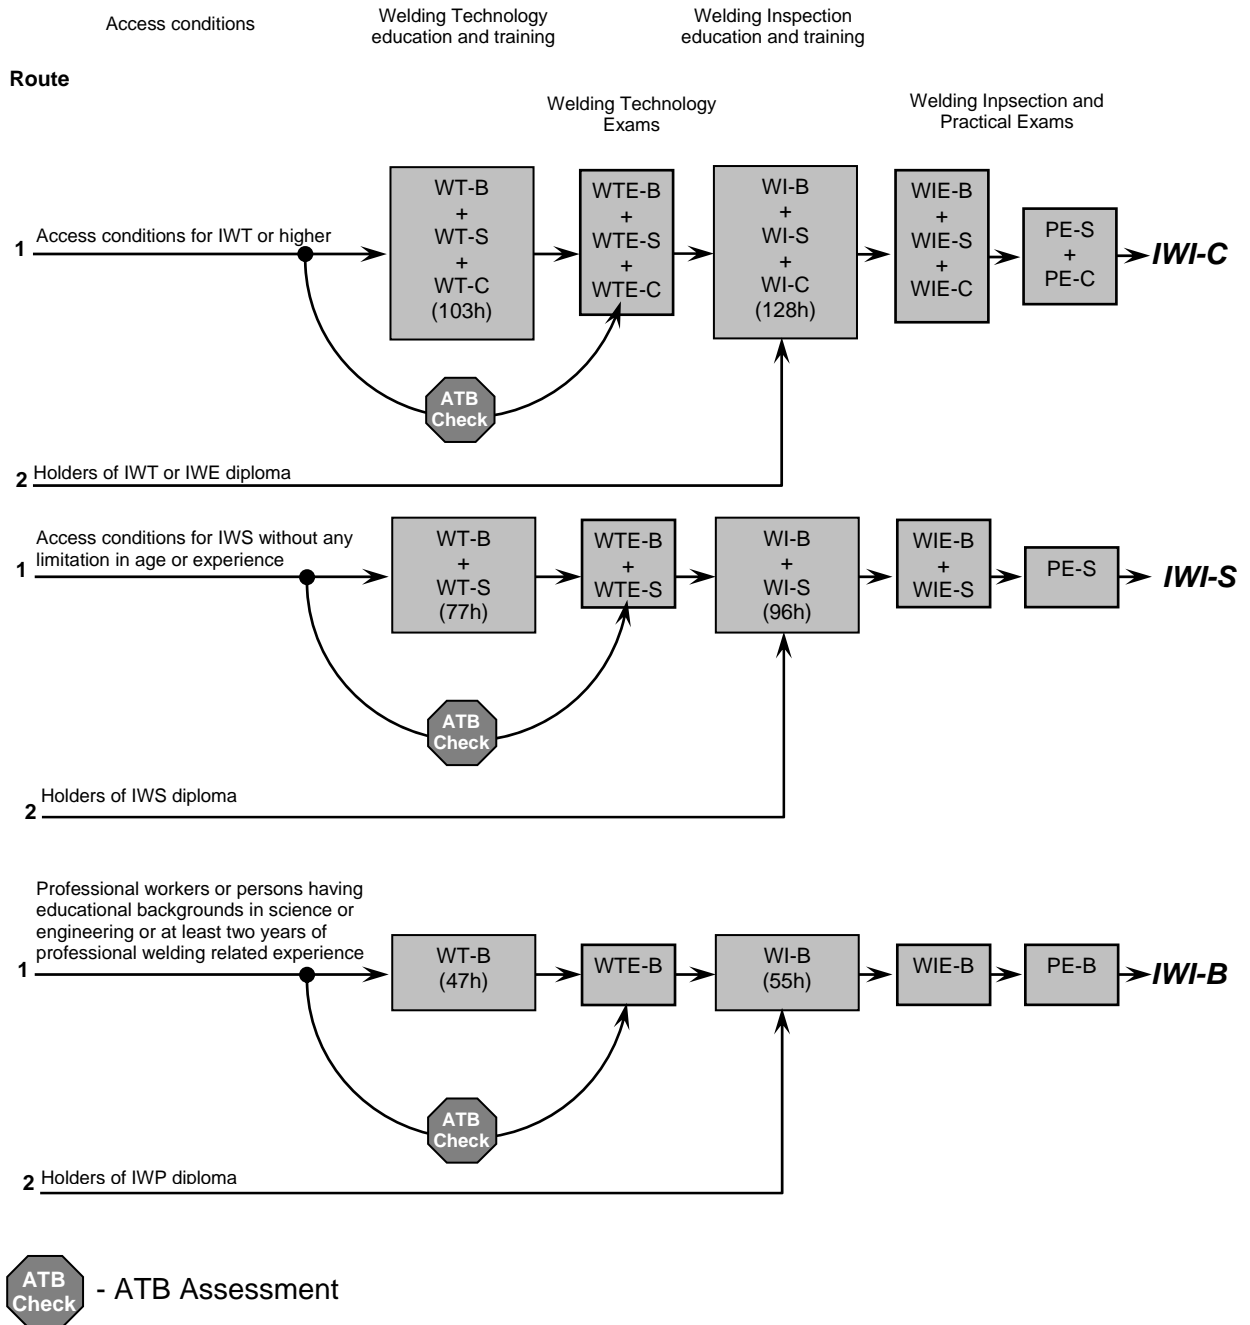 Access conditions
Welding Technology
education and training
Welding Inspection
education and training
Route
Welding Technology
Exams
Welding Inpsection and
Practical Exams
1 Access conditions for IWT or higher
WT-B
+
WT-S
+
WT-C
(103h)
WTE-B
+
WTE-S
+
WTE-C
WI-B
+
WI-S
+
WI-C
(128h)
WIE-B
+
WIE-S
+
WIE-C
PE-S
+
PE-C
IWI-C
ATB
Check
2 Holders of IWT or IWE diploma
Access conditions for IWS without any
1 limitation in age or experience
WT-B
+
WT-S
(77h)
WTE-B
+
WTE-S
WI-B
+
WI-S
(96h)
WIE-B
+
WIE-S
PE-S
IWI-S
ATB
Check
2 Holders of IWS diploma
Professional workers or persons having
educational backgrounds in science or
engineering or at least two years of
1 professional welding related experience
WT-B
(47h)
WTE-B
WI-B
(55h)
WIE-B
PE-B
IWI-B
ATB
Check
2 Holders of IWP diploma
ATB
Check
- ATB Assessment